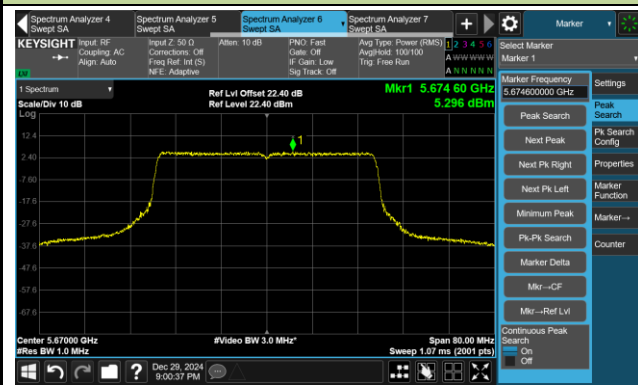 Spectrum Analyzer 4
Swept SA
Spectrum Analyzer 5
Swept SA
Spectrum Analyzer 6
Swept SA
Spectrum Analyzer 7
Swept SA
Marker
KEYSIGHT
Input: RF
Coupling: AC
Align: Auto
Input Z: 50 Ω
Corrections: Off
Freq Ref: Int (S)
NFE: Adaptive
Atten: 10 dB
PNO: Fast
Gate: Off
IF Gain: Low
Sig Track: Off
Avg Type: Power (RMS)
Avg|Hold: 100/100
Trig: Free Run
1 2 3 4 5 6
A W W W W W
A N N N N N
Select Marker
Marker 1
1 Spectrum
Scale/Div 10 dB
Log
Ref Lvl Offset 22.40 dB
Ref Level 22.40 dBm
Mkr1 5.674 60 GHz
5.296 dBm
12.4
2.40
-7.60
-17.6
-27.6
-37.6
-47.6
-57.6
-67.6
1
Center 5.67000 GHz
#Res BW 1.0 MHz
#Video BW 3.0 MHz*
Span 80.00 MHz
Sweep 1.07 ms (2001 pts)
Marker Frequency
5.674600000 GHz
Peak Search
Next Peak
Next Pk Right
Next Pk Left
Minimum Peak
Pk-Pk Search
Marker Delta
Mkr→CF
Mkr→Ref Lvl
Continuous Peak
Search
On
Off
Settings
Peak
Search
Pk Search
Config
Properties
Marker
Function
Marker→
Counter
Dec 29, 2024
9:00:37 PM